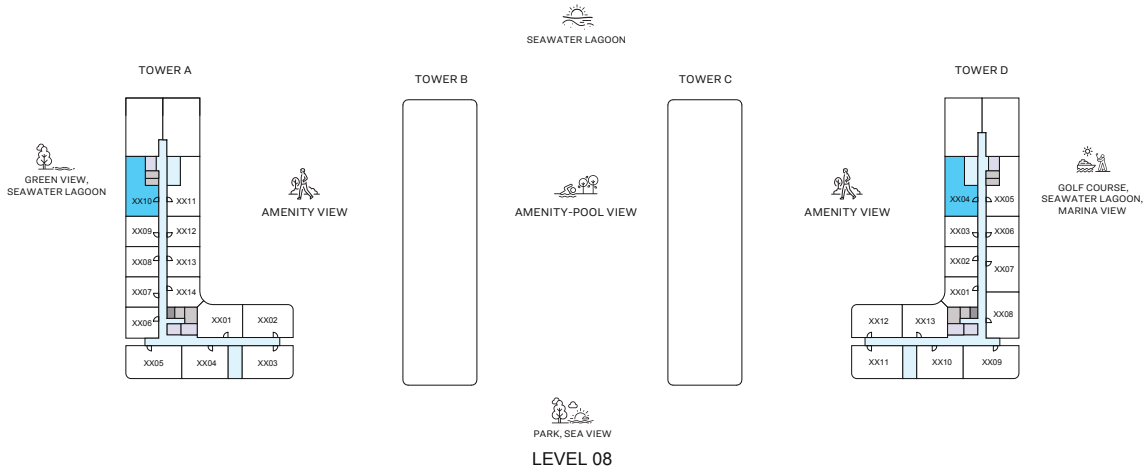 SEAWATER LAGOON
TOWER A
TOWER B
TOWER C
TOWER D
GREEN VIEW,
SEAWATER LAGOON
AMENITY VIEW
AMENITY-POOL VIEW
AMENITY VIEW
GOLF COURSE,
SEAWATER LAGOON,
MARINA VIEW
XX10
XX11
XX09
XX12
XX08
XX13
XX07
XX14
XX06
XX01
XX02
XX05
XX04
XX03
XX04
XX05
XX03
XX06
XX02
XX07
XX01
XX08
XX12
XX13
XX11
XX10
XX09
PARK, SEA VIEW
LEVEL 08